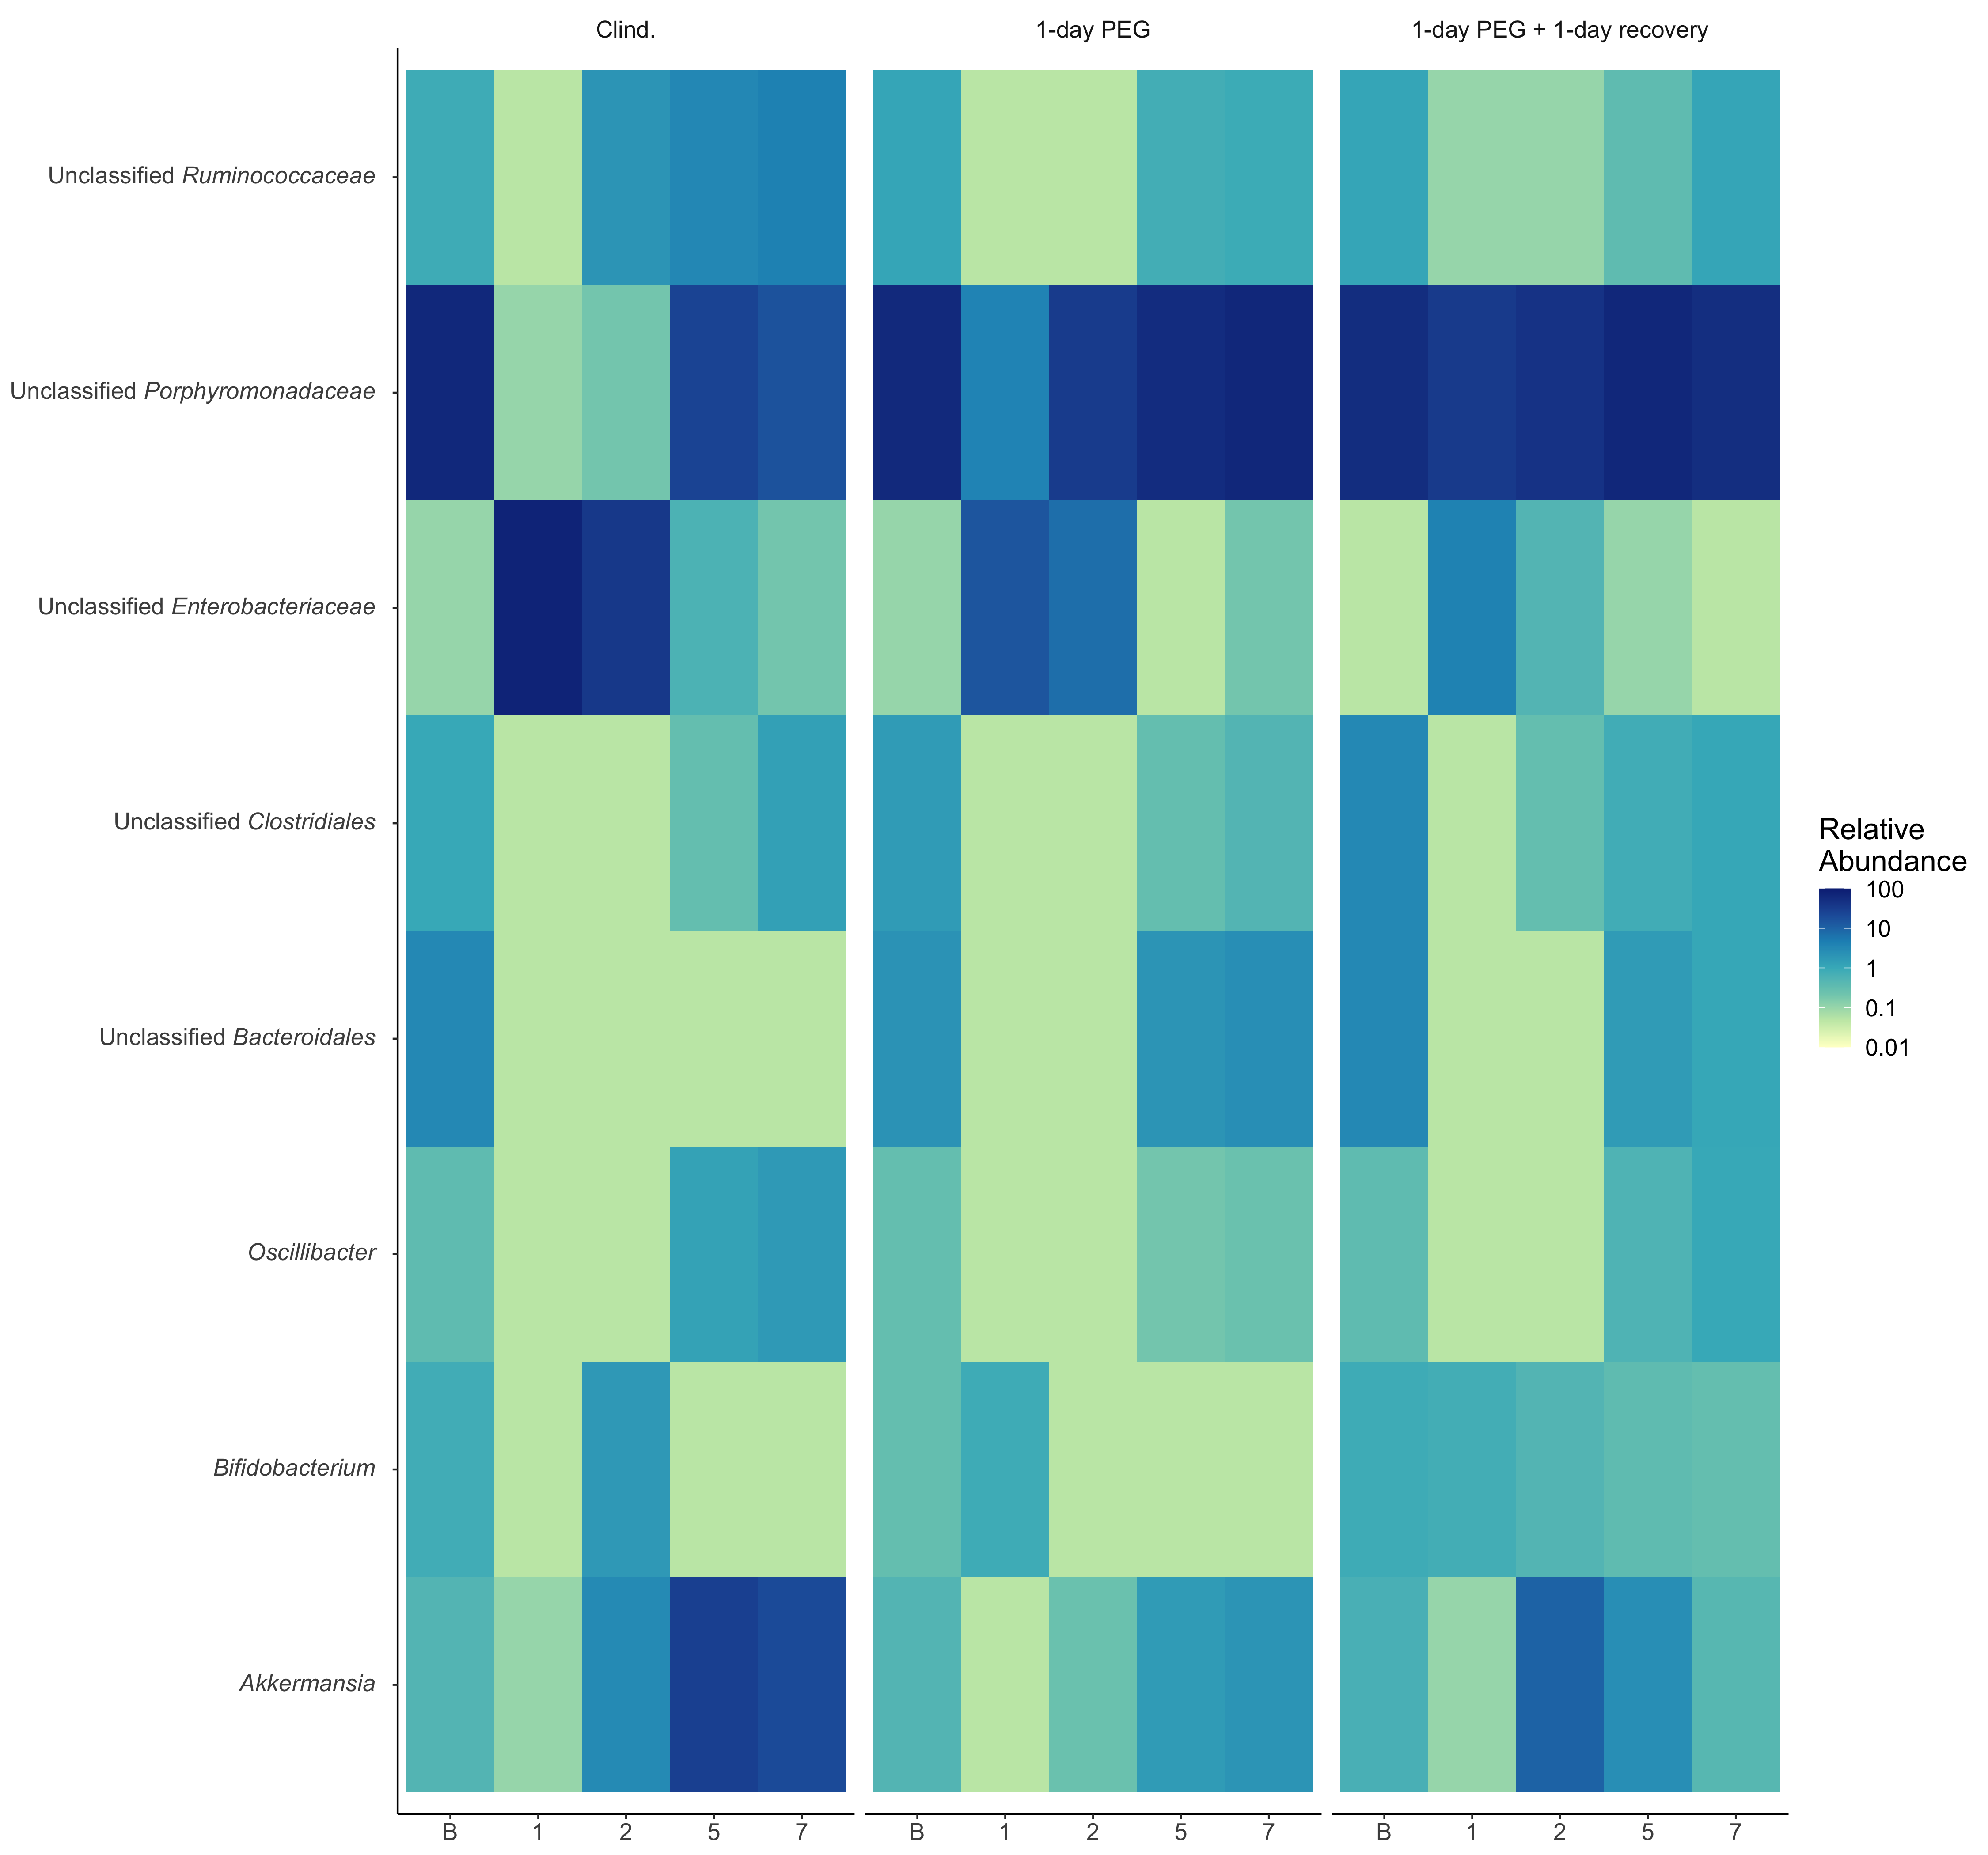 Clind.
1-day PEG
1-day PEG + 1-day recovery
Unclassified Ruminococcaceae
Unclassified Porphyromonadaceae
Unclassified Enterobacteriaceae
Unclassified Clostridiales
Unclassified Bacteroidales
Oscillibacter
Bifidobacterium
Akkermansia
B 1 2 5 7
B 1 2 5 7
B 1 2 5 7
Relative
Abundance
100
10
1
0.1
0.01